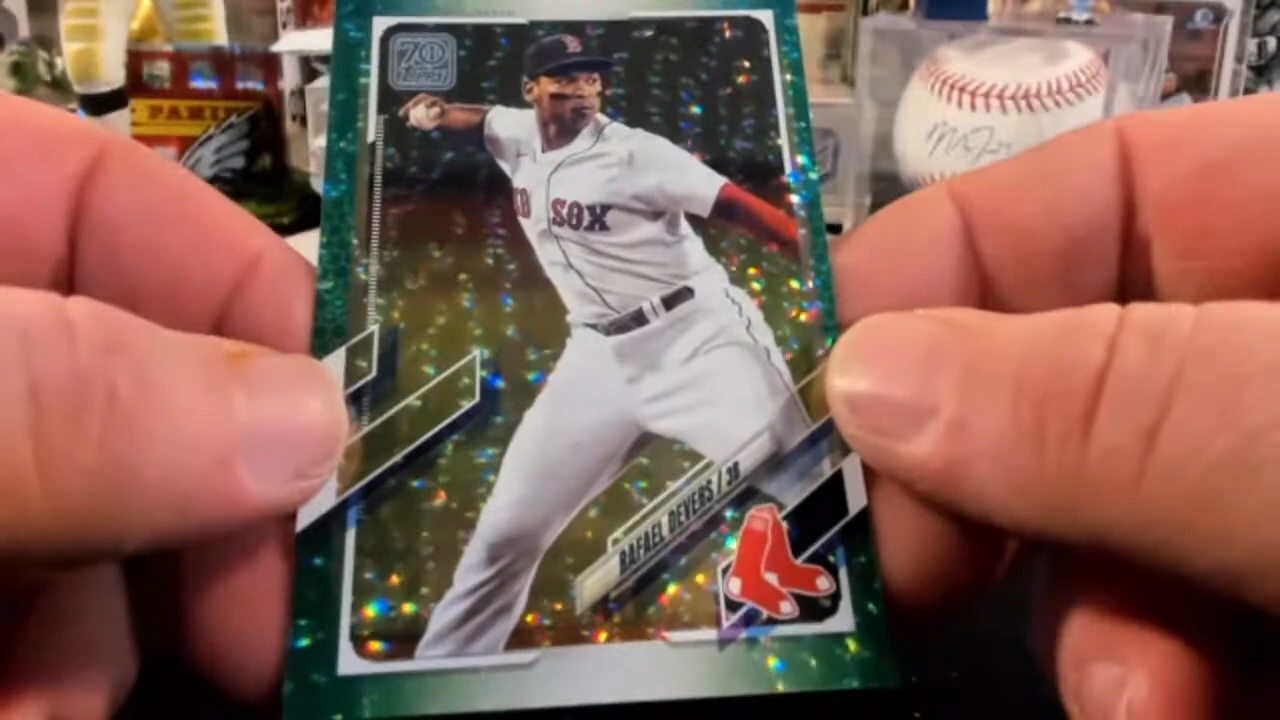 PANINI
70
TOPPS
B
RED SOX
RAFAEL DEVERS / 3B